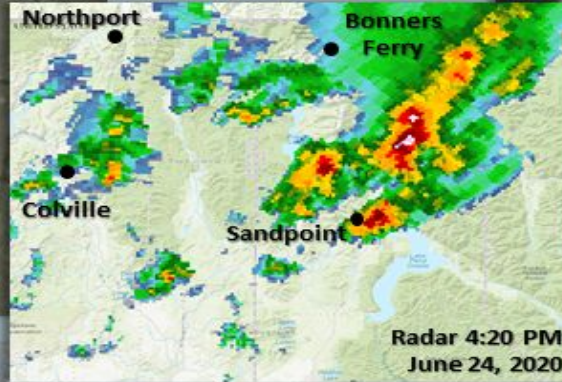 Northport
Bonners
Ferry
Colville
Sandpoint
Radar 4:20 PM
June 24, 2020